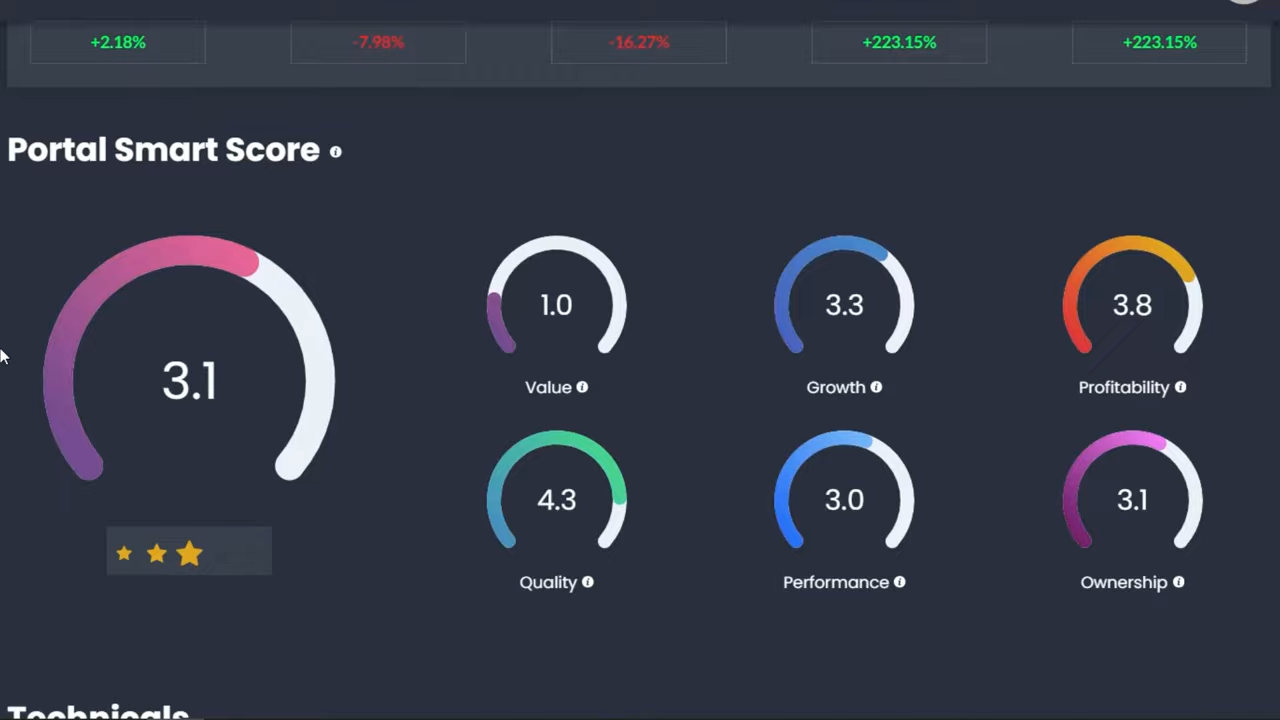 +2.18% -7.98% -16.27% +223.15% +223.15%
Portal Smart Score
3.1
1.0 3.3 3.8
Value Growth Profitability
4.3 3.0 3.1
Quality Performance Ownership
Technicals